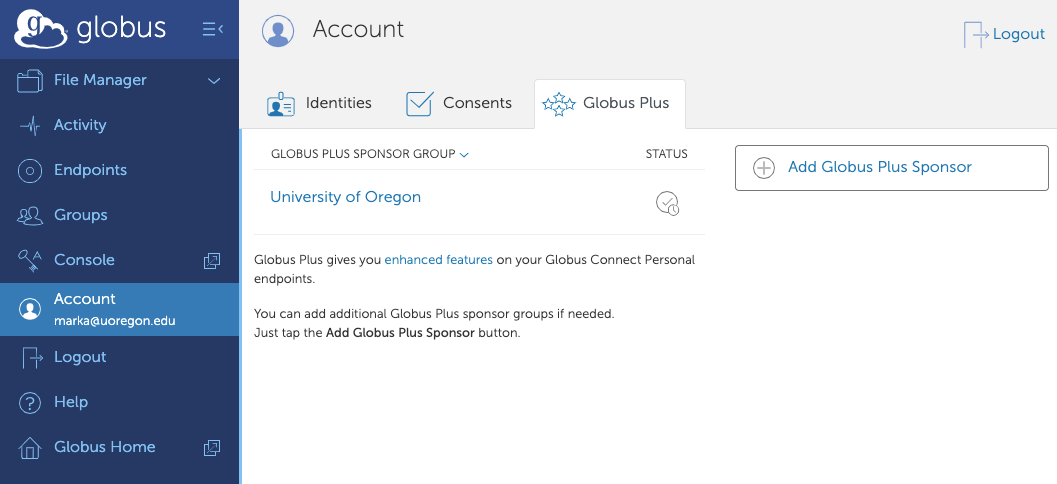 globus
File Manager
Activity
Endpoints
Groups
Console
Account
marka@uoregon.edu
Logout
Help
Globus Home
Account
Logout
Identities
Consents
Globus Plus
GLOBUS PLUS SPONSOR GROUP
STATUS
University of Oregon
Globus Plus gives you enhanced features on your Globus Connect Personal
endpoints.
You can add additional Globus Plus sponsor groups if needed.
Just tap the Add Globus Plus Sponsor button.
Add Globus Plus Sponsor